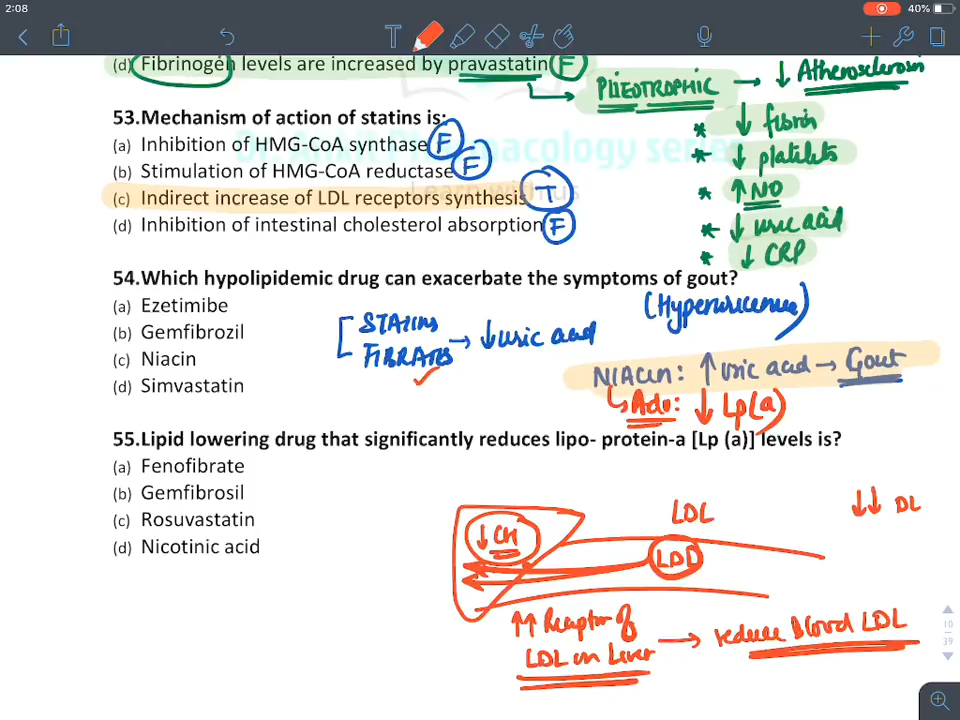 2:08
40%
(d) Fibrinogen levels are increased by pravastatin F
PLIEOTROPHIC → ↓ Atherosclerosis
* ↓ fibrin
* ↓ platelets
* ↑ NO
* ↓ uric acid
* ↓ CRP
53.Mechanism of action of statins is:
(a) Inhibition of HMG-CoA synthase F
(b) Stimulation of HMG-CoA reductase F
(c) Indirect increase of LDL receptors synthesis T
(d) Inhibition of intestinal cholesterol absorption F
54.Which hypolipidemic drug can exacerbate the symptoms of gout?
(Hyperuricemia)
(a) Ezetimibe
(b) Gemfibrozil
(c) Niacin
(d) Simvastatin
STATINS
FIBRATES → ↓ uric acid
NIACIN: ↑ uric acid → Gout
Adv: ↓ Lp(a)
55.Lipid lowering drug that significantly reduces lipo- protein-a [Lp (a)] levels is?
(a) Fenofibrate
(b) Gemfibrosil
(c) Rosuvastatin
(d) Nicotinic acid
LDL
↓↓ DL
↓ CH
↑↑ Receptor of
LDL on Liver → reduce Blood LDL
10
39